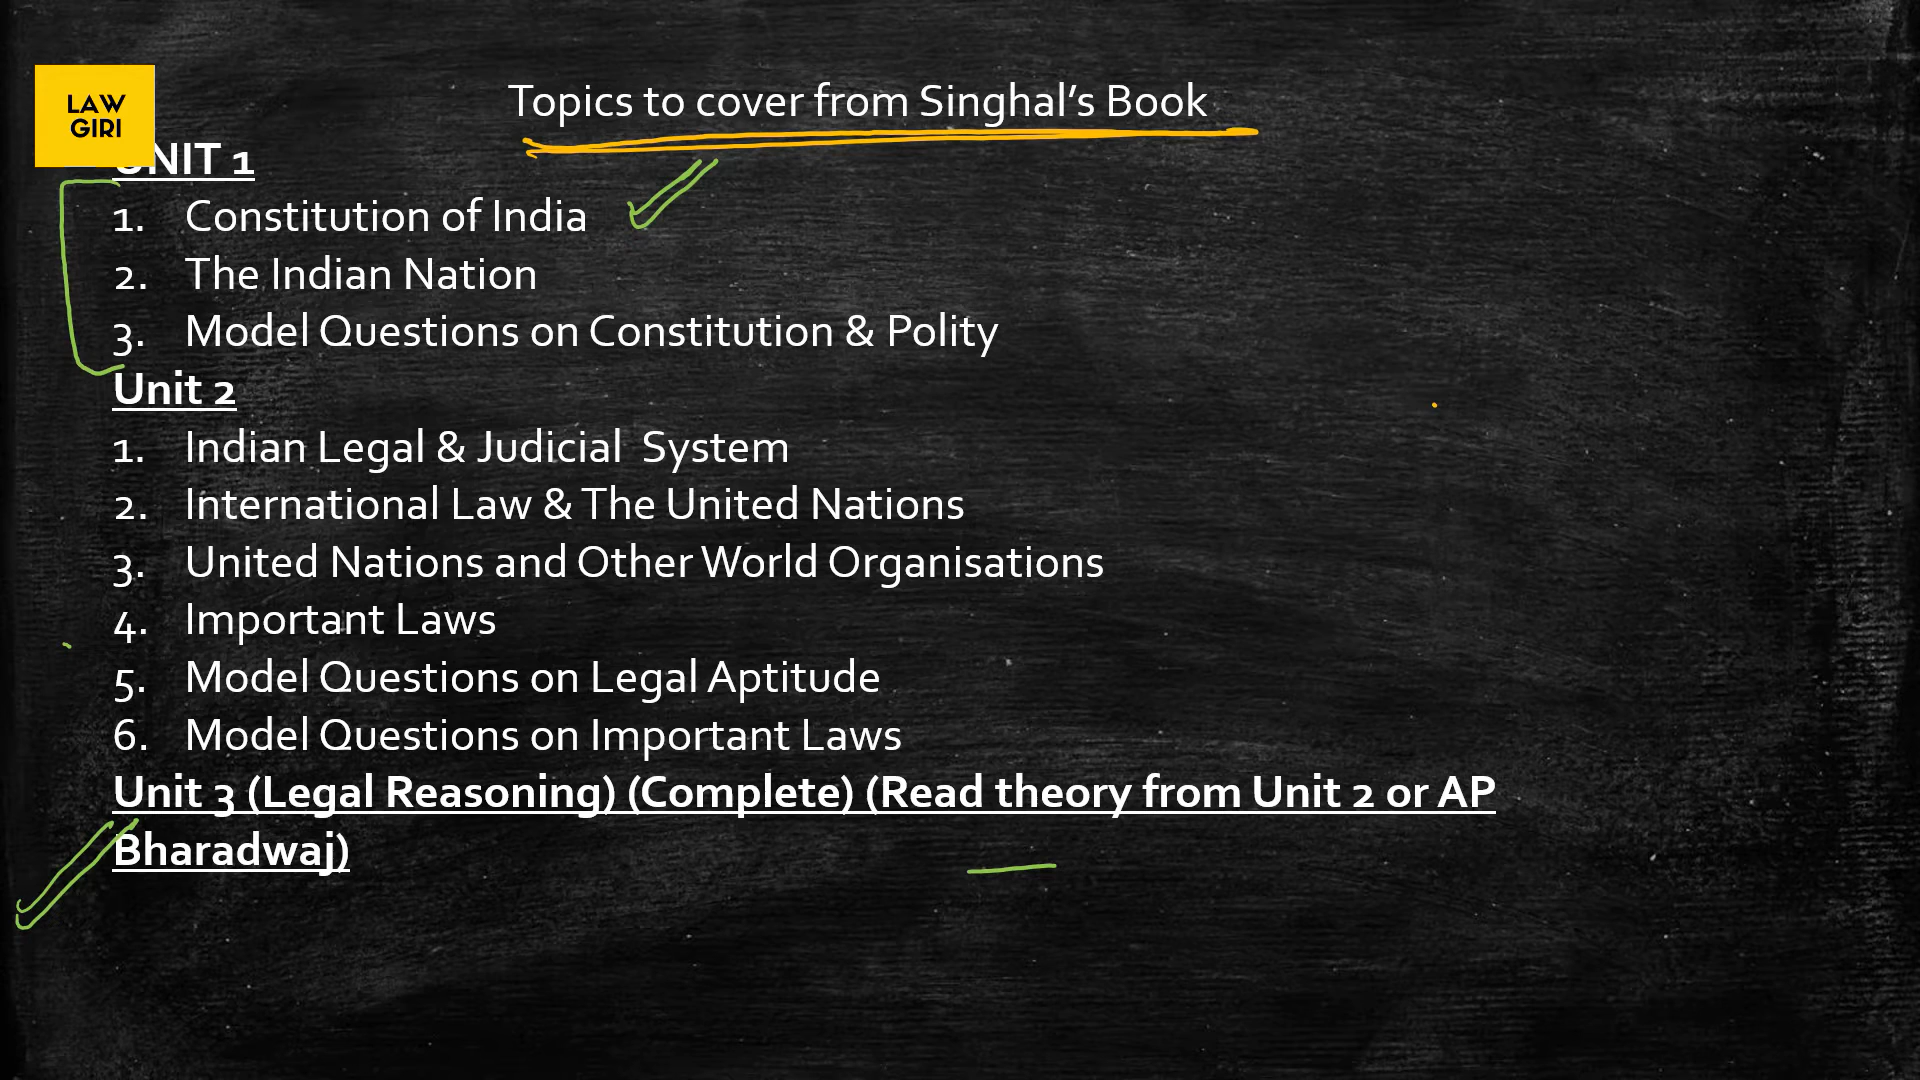 LAW
GIRI
Topics to cover from Singhal’s Book
UNIT 1
1. Constitution of India
2. The Indian Nation
3. Model Questions on Constitution & Polity
Unit 2
1. Indian Legal & Judicial System
2. International Law & The United Nations
3. United Nations and Other World Organisations
4. Important Laws
5. Model Questions on Legal Aptitude
6. Model Questions on Important Laws
Unit 3 (Legal Reasoning) (Complete) (Read theory from Unit 2 or AP
Bharadwaj)